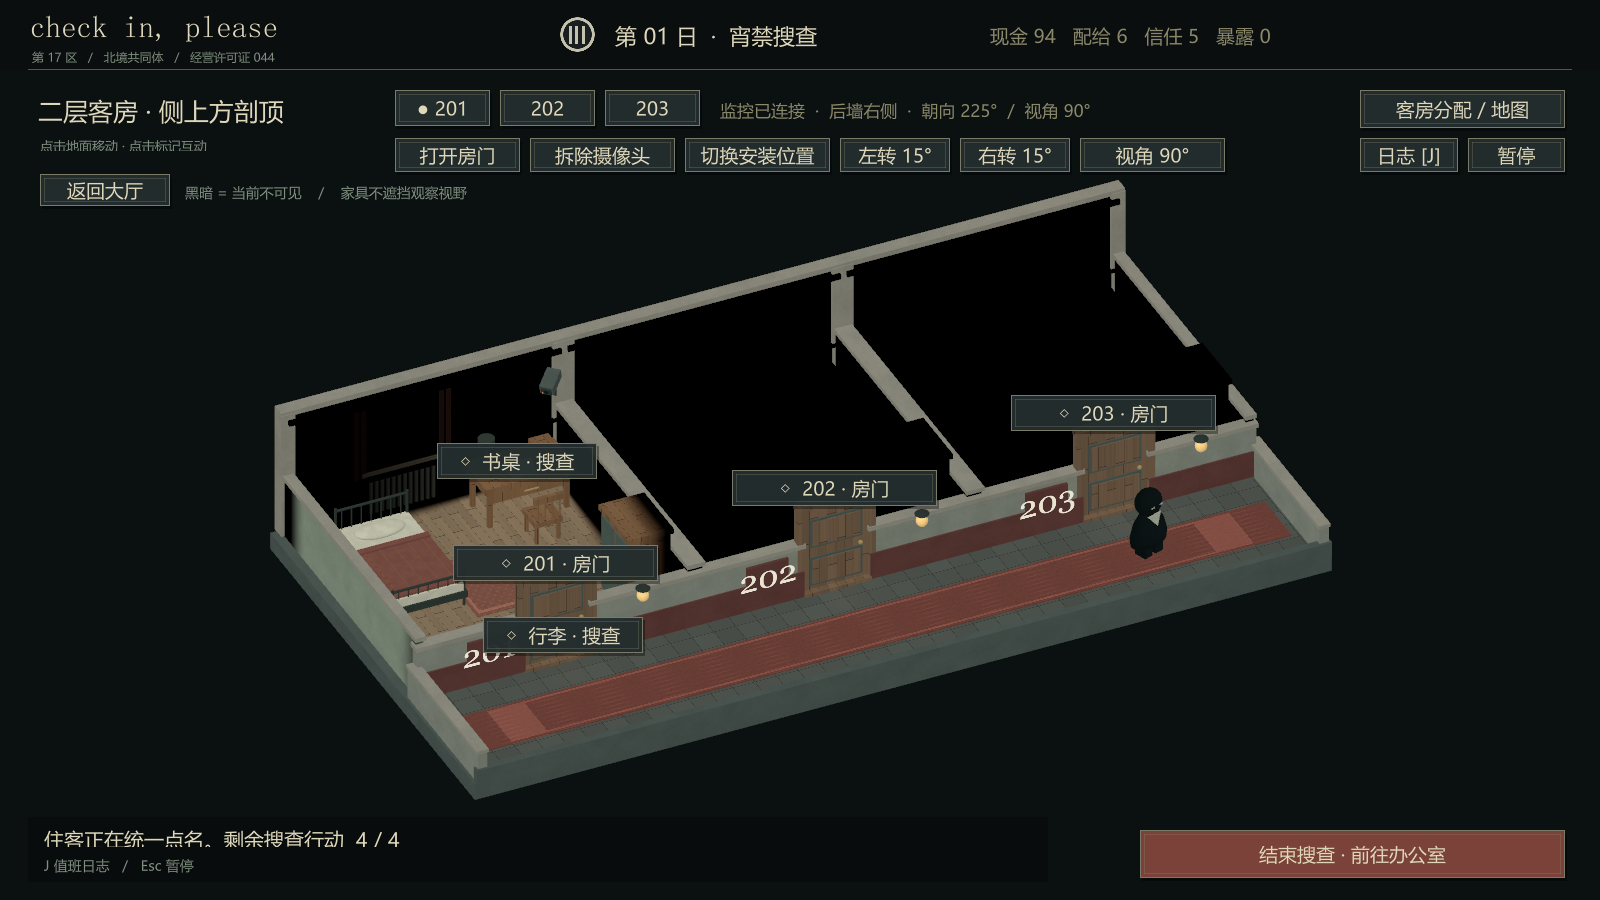 check in, please
第 17 区 / 北境共同体 / 经营许可证 044
第 01 日 · 宵禁搜查
现金 94 配给 6 信任 5 暴露 0
二层客房 · 侧上方剖顶
点击地面移动 · 点击标记互动
返回大厅
黑暗 = 当前不可见 / 家具不遮挡观察视野
● 201
202
203
监控已连接 · 后墙右侧 · 朝向 225° / 视角 90°
打开房门
拆除摄像头
切换安装位置
左转 15°
右转 15°
视角 90°
客房分配 / 地图
日志 [J]
暂停
◇ 203 · 房门
◇ 书桌 · 搜查
◇ 202 · 房门
203
◇ 201 · 房门
202
◇ 行李 · 搜查
201
住客正在统一点名。剩余搜查行动 4 / 4
J 值班日志 / Esc 暂停
结束搜查 · 前往办公室